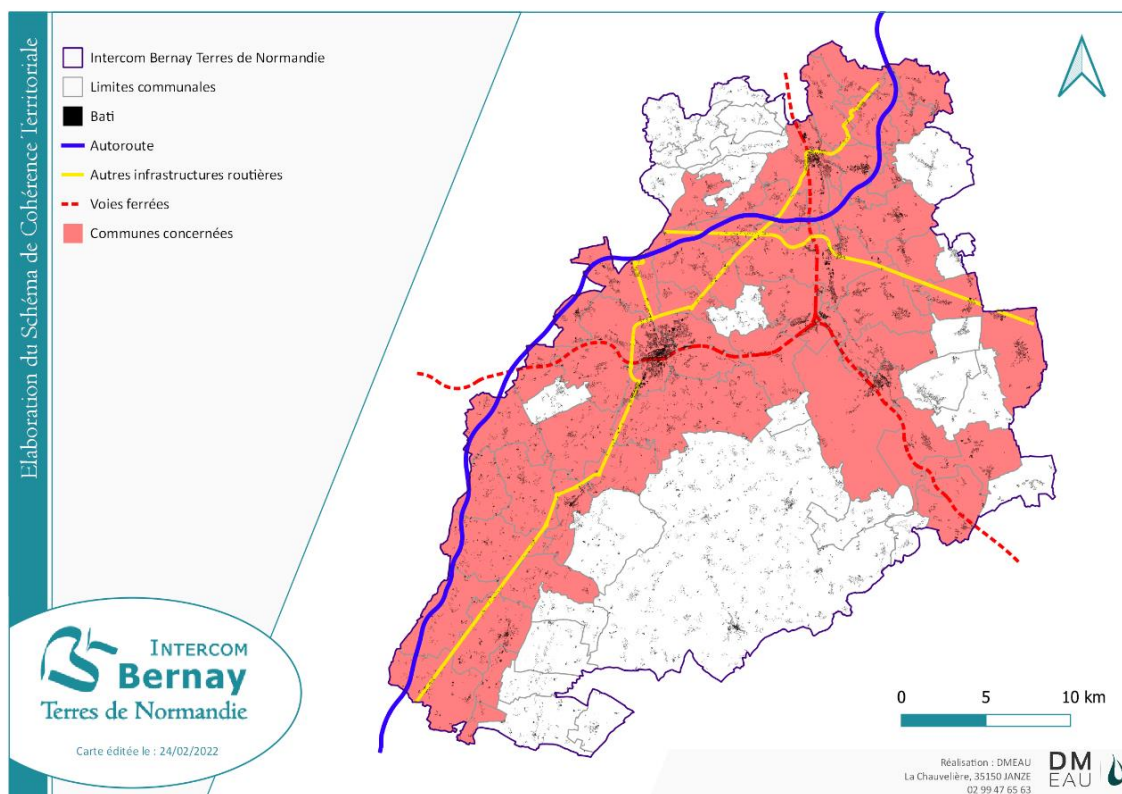 Elaboration du Schéma de Cohérence Territoriale
Intercom Bernay Terres de Normandie
Limites communales
Bati
Autoroute
Autres infrastructures routières
Voies ferrées
Communes concernées
INTERCOM
Bernay
Terres de Normandie
Carte éditée le : 24/02/2022
0 5 10 km
Réalisation : DMEAU
La Chauvelière, 35150 JANZE
02 99 47 65 63
DM
EAU